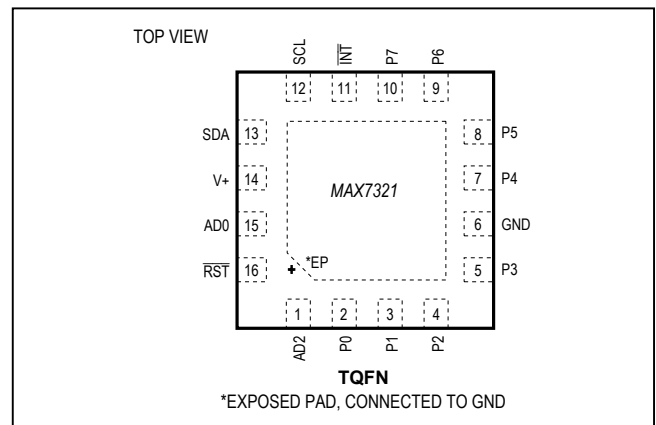 TOP VIEW
SCL
INT
P7
P6
12
11
10
9
SDA
13
8
P5
V+
14
MAX7321
7
P4
AD0
15
6
GND
RST
16
+
*EP
5
P3
1
2
3
4
AD2
P0
P1
P2
TQFN
*EXPOSED PAD, CONNECTED TO GND